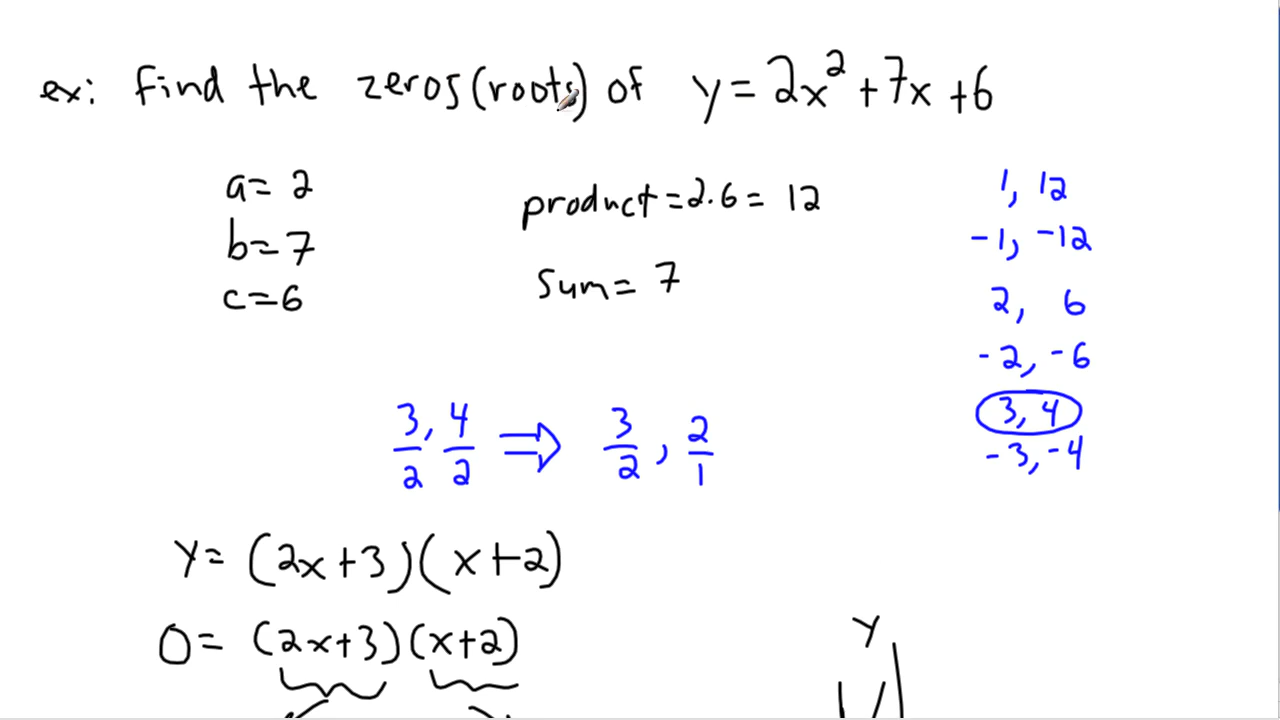 ex: find the zeros (roots) of y = 2x² + 7x + 6
a = 2
b = 7
c = 6
product = 2.6 = 12
sum = 7
1, 12
-1, -12
2, 6
-2, -6
3, 4
-3, -4
3/2, 4/2 ⇒ 3/2, 2/1
y = (2x+3)(x+2)
0 = (2x+3)(x+2)
y